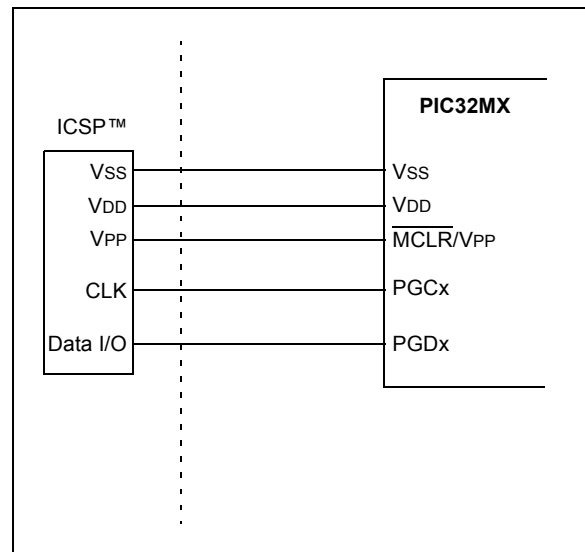 PIC32MX
ICSP™
VSS
VDD
VPP
CLK
Data I/O
VSS
VDD
MCLR/VPP
PGCx
PGDx